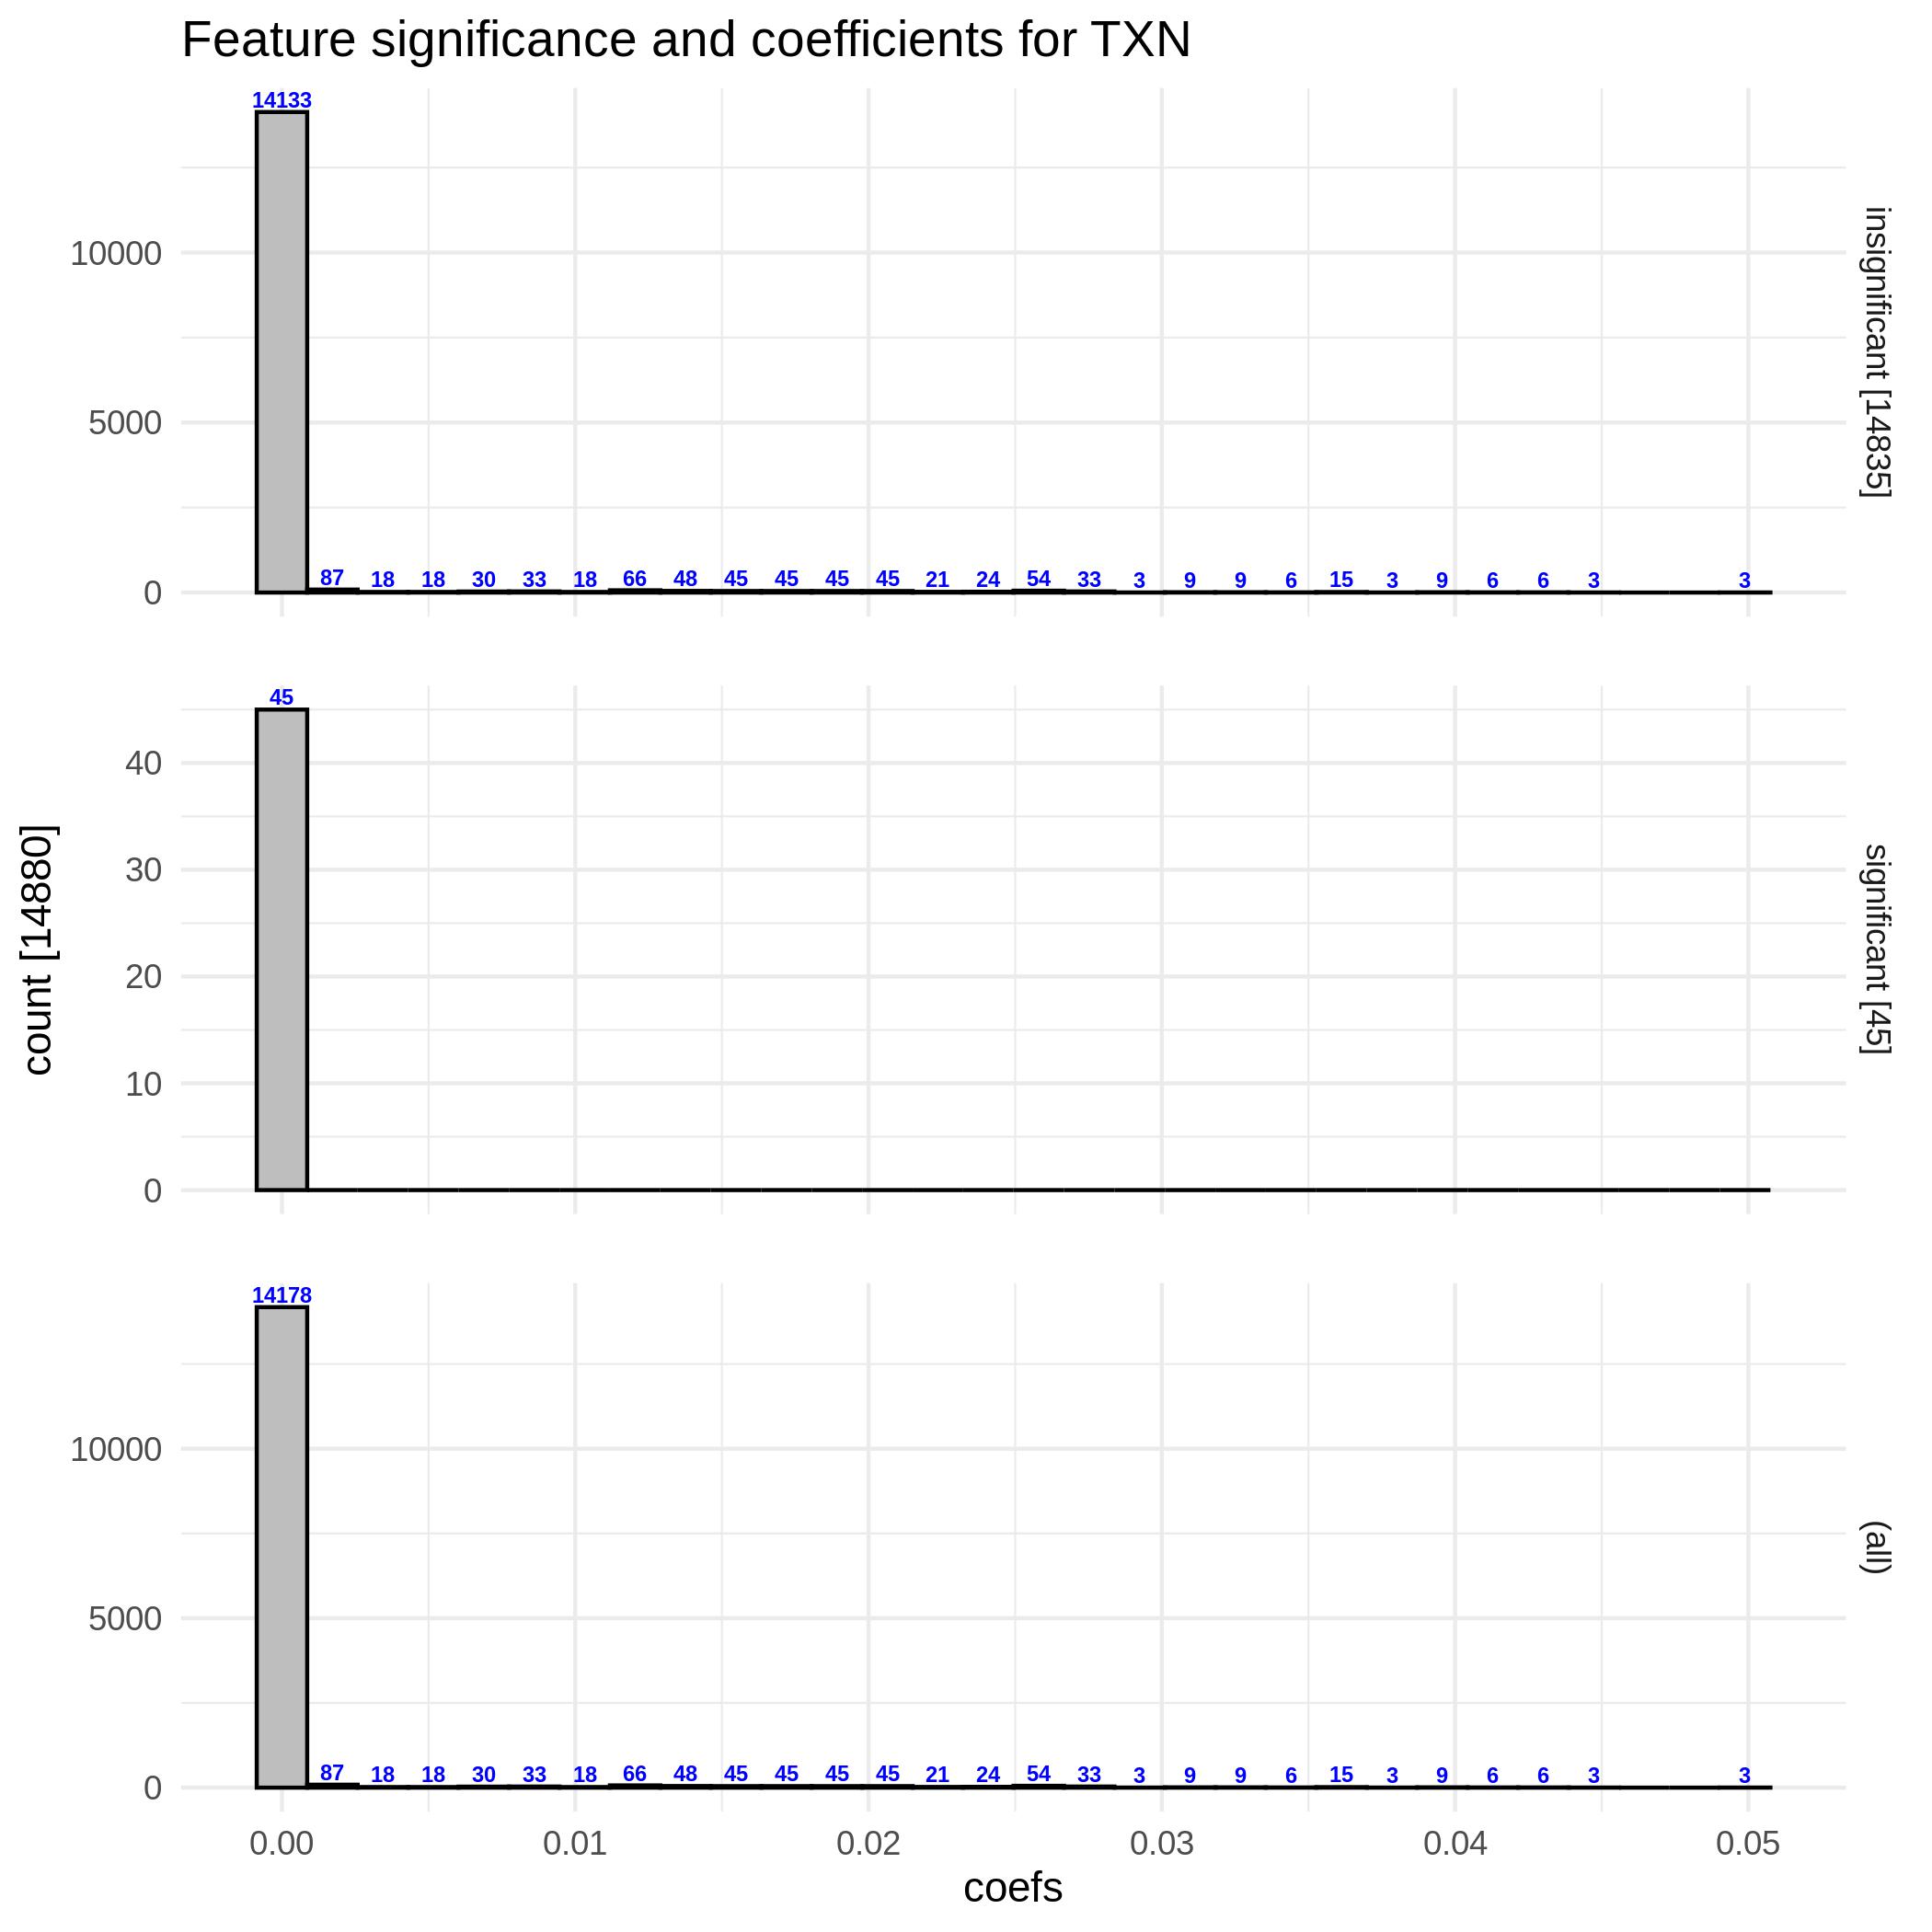 Feature significance and coefficients for TXN
14133
10000
5000
0
87 18 18 30 33 18 66 48 45 45 45 45 21 24 54 33 3 9 9 6 15 3 9 6 6 3 3
insignificant [14835]
45
40
30
20
10
0
significant [45]
count [14880]
14178
10000
5000
0
87 18 18 30 33 18 66 48 45 45 45 45 21 24 54 33 3 9 9 6 15 3 9 6 6 3 3
(all)
0.00 0.01 0.02 0.03 0.04 0.05
coefs